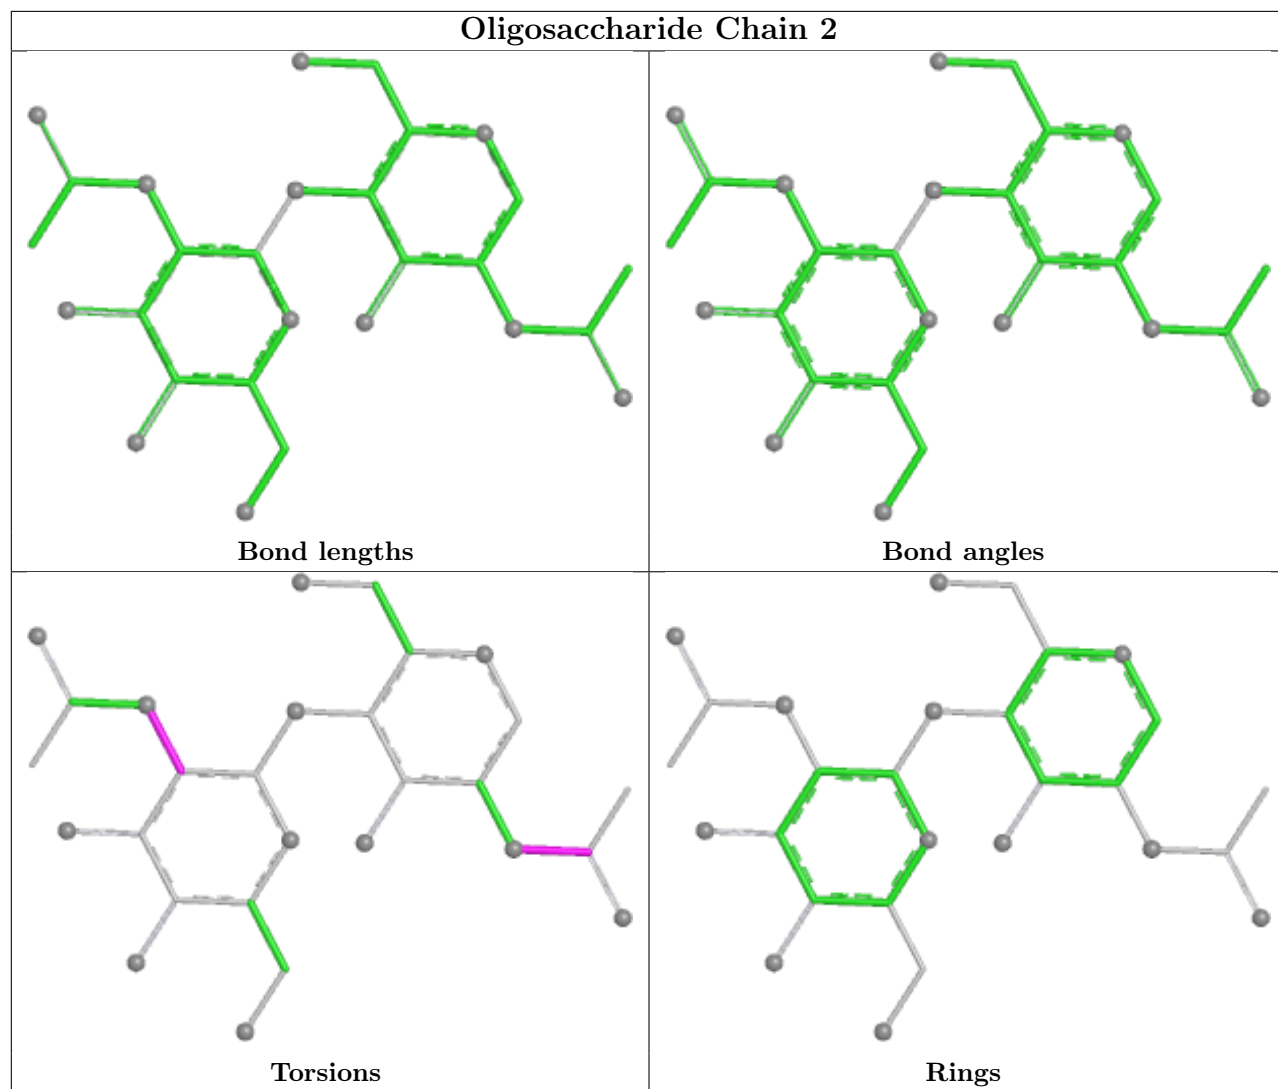 Oligosaccharide Chain 2
Bond lengths
Bond angles
Torsions
Rings